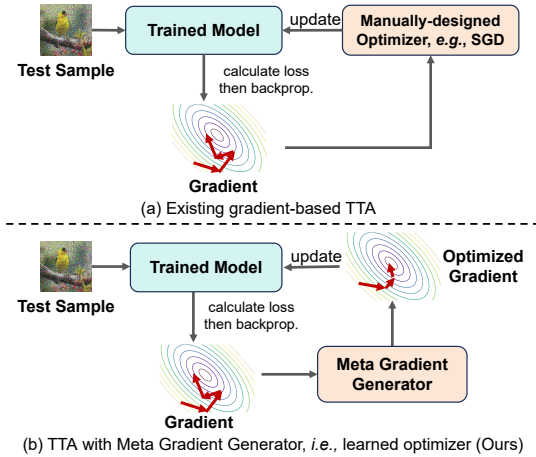 Test Sample
Trained Model
update
Manually-designed
Optimizer, e.g., SGD
calculate loss
then backprop.
Gradient
(a) Existing gradient-based TTA
Test Sample
Trained Model
update
Optimized
Gradient
calculate loss
then backprop.
Gradient
Meta Gradient
Generator
(b) TTA with Meta Gradient Generator, i.e., learned optimizer (Ours)